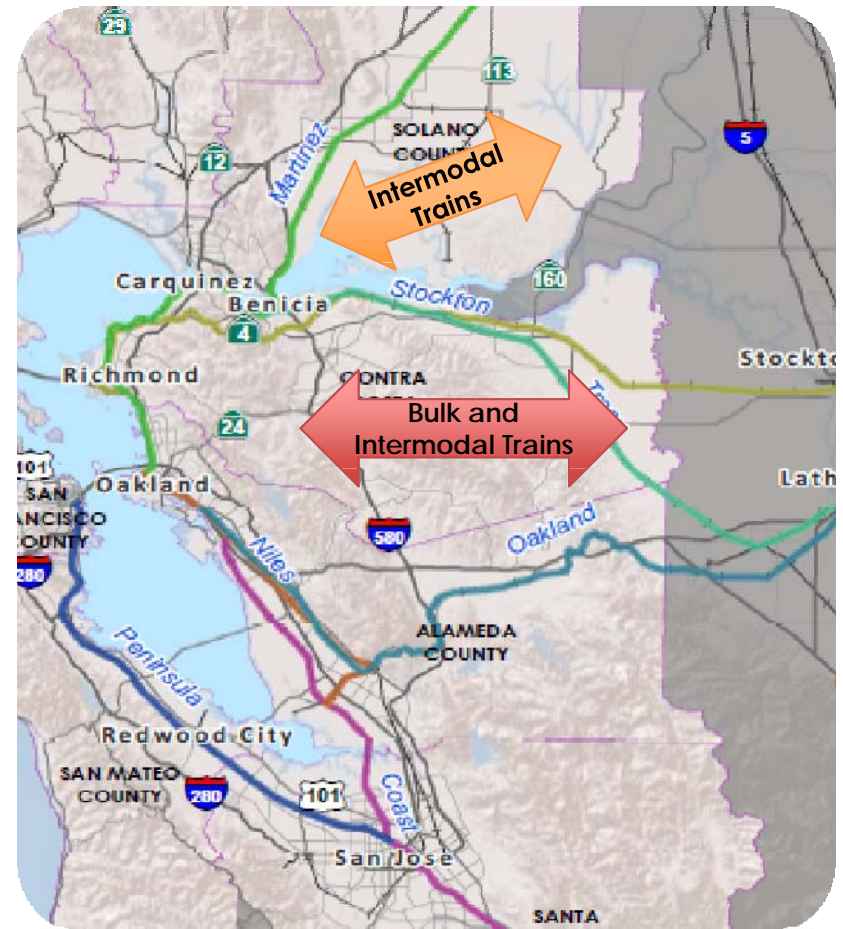 29
113
5
SOLANO
COUN
12
Martinez
Intermodal
Trains
160
Carquinez
Benicia
Stockton
4
Stockto
Richmond
CONTRA
Bulk and
Intermodal Trains
24
101
SAN
ANCISCO
COUNTY
Oakland
Lath
580
Oakland
280
Niles
ALAMEDA
COUNTY
Peninsula
Redwood City
SAN MATEO
COUNTY
280
101
Coast
San Jose
SANTA